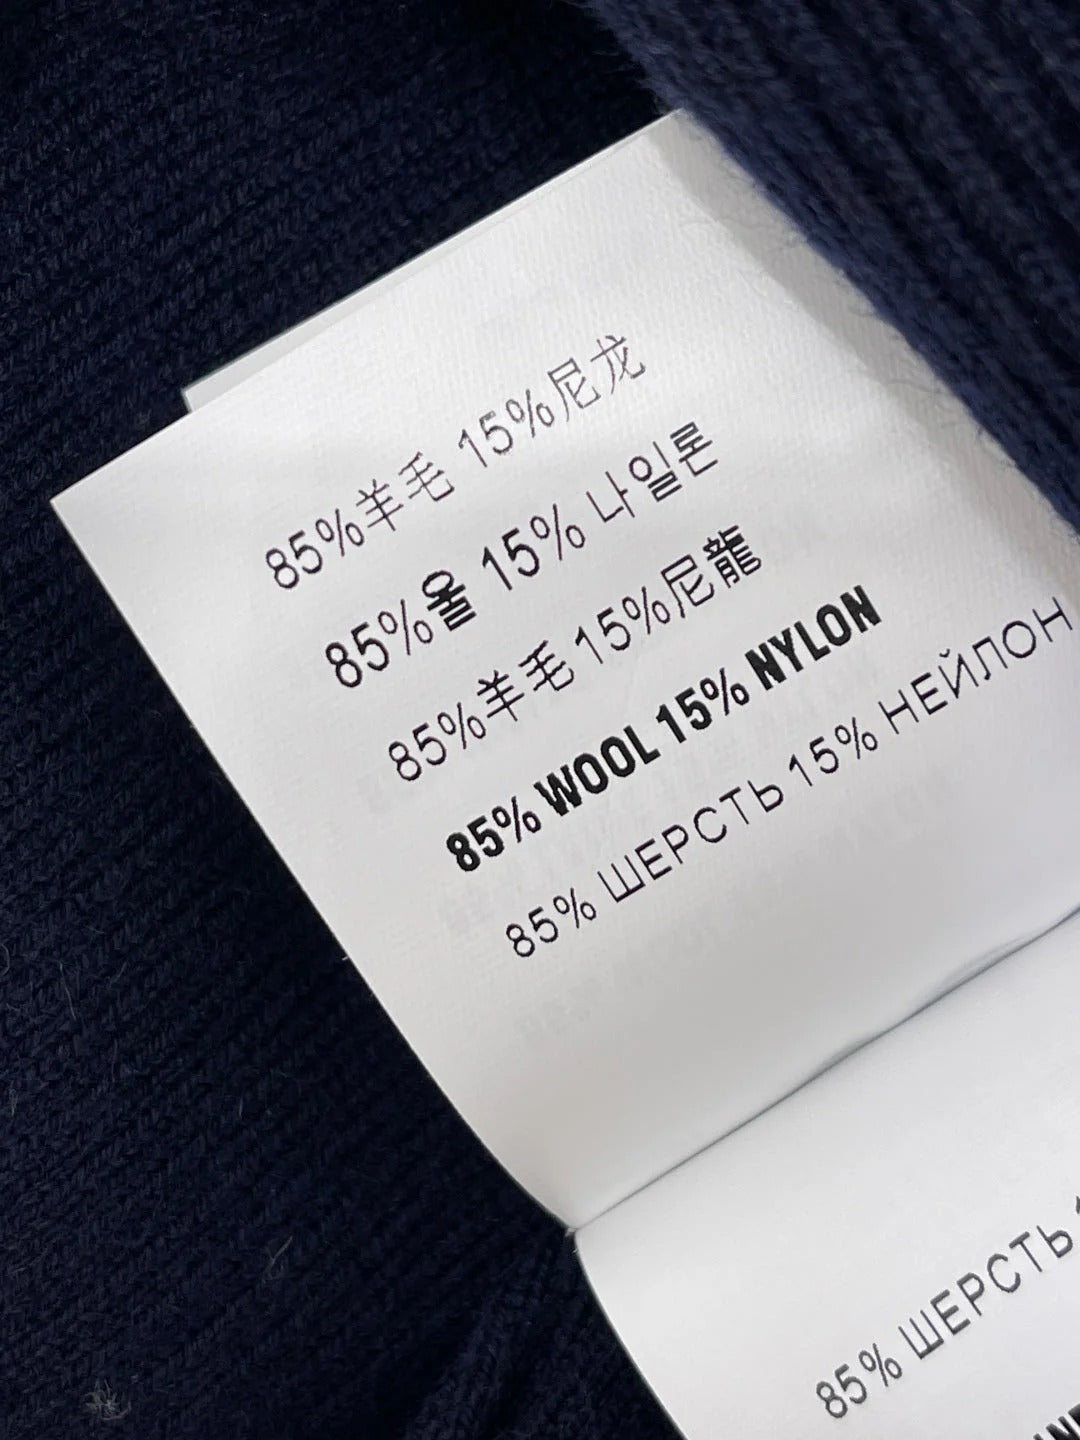 85%羊毛 15%尼龙
85%울 15% 나일론
85%羊毛 15%尼龍
85% WOOL 15% NYLON
85% ШЕРСТЬ 15% НЕЙЛОН
85% ШЕРСТЬ